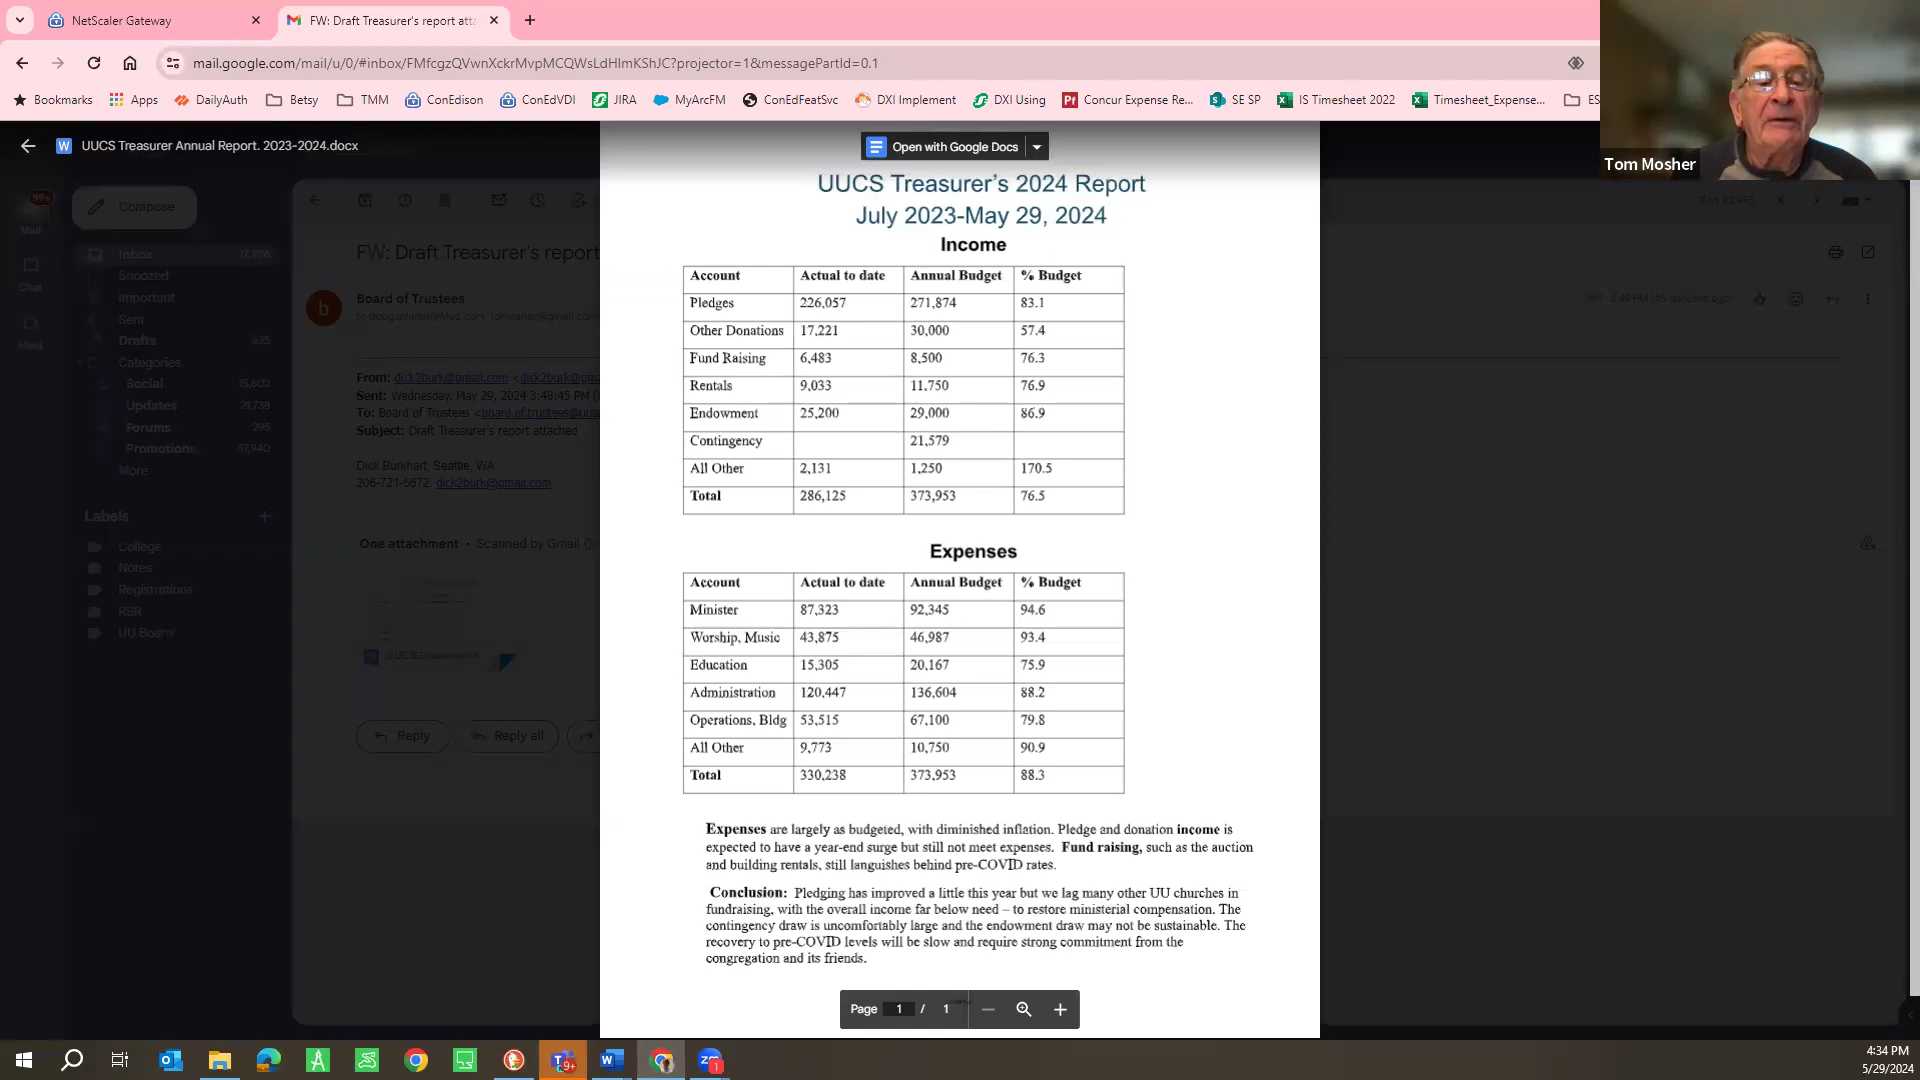 NetScaler Gateway
FW: Draft Treasurer's report atta
mail.google.com/mail/u/0/#inbox/FMfcgzQVwnXckrMvpMCQWsLdHlmKShJC?projector=1&messagePartId=0.1
Bookmarks Apps DailyAuth Betsy TMM ConEdison ConEdVDI JIRA MyArcFM ConEdFeatSvc DXI Implement DXI Using Concur Expense Re... SE SP IS Timesheet 2022 Timesheet_Expense... ES
Tom Mosher
UUCS Treasurer Annual Report. 2023-2024.docx
Open with Google Docs
99+
Mail
Chat
Meet
Compose
Inbox
Snoozed
Important
Sent
Drafts
Categories
Social 15,602
Updates 21,738
Forums 295
Promotions 57,940
More
Labels
College
Notes
Registrations
RSR
UU Board
FW: Draft Treasurer's report
Board of Trustees
From: dick2burk@gmail.com
Sent: Wednesday, May 29, 2024 3:48:45 PM
To: Board of Trustees
Subject: Draft Treasurer's report attached
Dick Burkhart, Seattle, WA
206-721-5672, dick2burk@gmail.com
One attachment • Scanned by Gmail
Reply
Reply all
UUCS Treasurer’s 2024 Report
July 2023-May 29, 2024
Income
Account Actual to date Annual Budget % Budget
Pledges 226,057 271,874 83.1
Other Donations 17,221 30,000 57.4
Fund Raising 6,483 8,500 76.3
Rentals 9,033 11,750 76.9
Endowment 25,200 29,000 86.9
Contingency 21,579
All Other 2,131 1,250 170.5
Total 286,125 373,953 76.5
Expenses
Account Actual to date Annual Budget % Budget
Minister 87,323 92,345 94.6
Worship, Music 43,875 46,987 93.4
Education 15,305 20,167 75.9
Administration 120,447 136,604 88.2
Operations, Bldg 53,515 67,100 79.8
All Other 9,773 10,750 90.9
Total 330,238 373,953 88.3
Expenses are largely as budgeted, with diminished inflation. Pledge and donation income is
expected to have a year-end surge but still not meet expenses. Fund raising, such as the auction
and building rentals, still languishes behind pre-COVID rates.
Conclusion: Pledging has improved a little this year but we lag many other UU churches in
fundraising, with the overall income far below need – to restore ministerial compensation. The
contingency draw is uncomfortably large and the endowment draw may not be sustainable. The
recovery to pre-COVID levels will be slow and require strong commitment from the
congregation and its friends.
Page 1 / 1
4:34 PM
5/29/2024